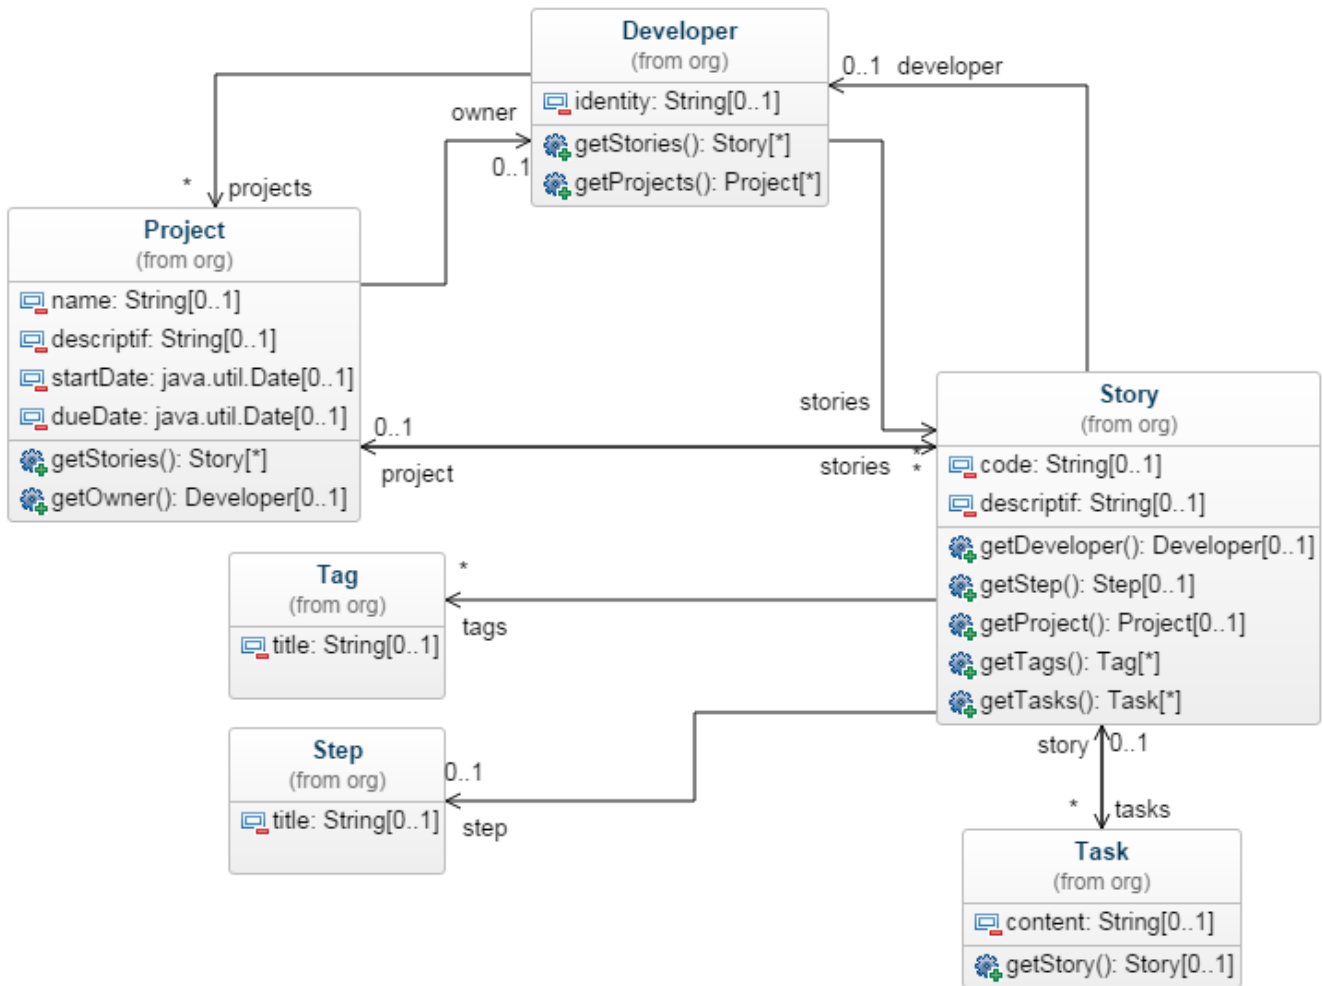 Developer
(from org)
identity: String[0..1]
getStories(): Story[*]
getProjects(): Project[*]
0..1 developer
owner
0..1
* projects
Project
(from org)
name: String[0..1]
descriptif: String[0..1]
startDate: java.util.Date[0..1]
dueDate: java.util.Date[0..1]
getStories(): Story[*]
getOwner(): Developer[0..1]
0..1
project
stories
stories
*
*
Story
(from org)
code: String[0..1]
descriptif: String[0..1]
getDeveloper(): Developer[0..1]
getStep(): Step[0..1]
getProject(): Project[0..1]
getTags(): Tag[*]
getTasks(): Task[*]
Tag
(from org)
title: String[0..1]
*
tags
Step
(from org)
title: String[0..1]
0..1
step
story 0..1
* tasks
Task
(from org)
content: String[0..1]
getStory(): Story[0..1]